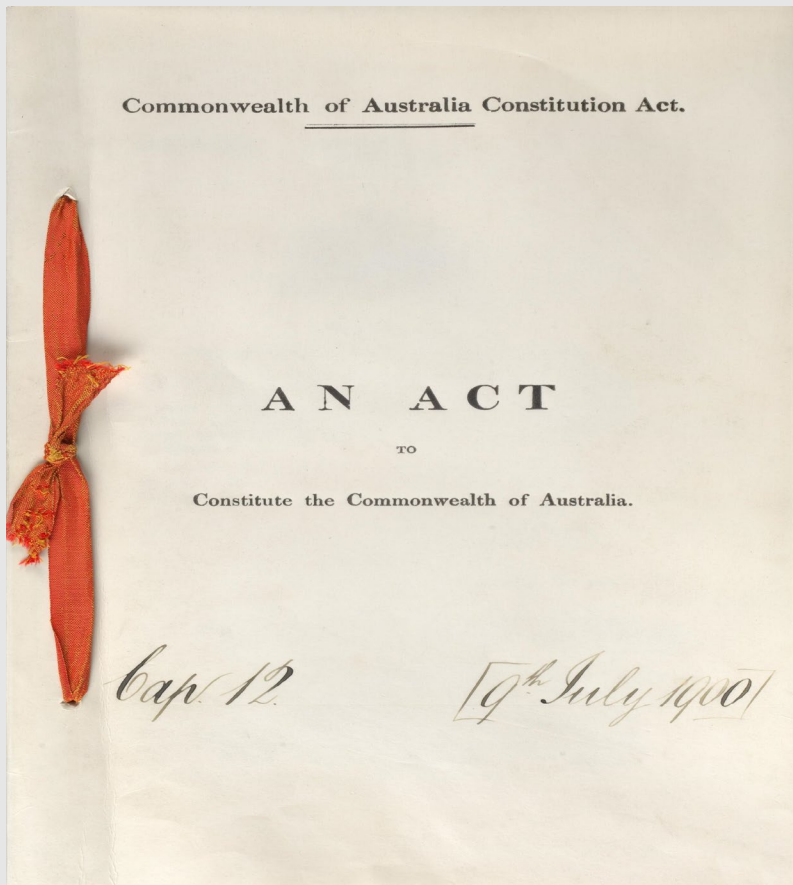 Commonwealth of Australia Constitution Act.
AN ACT
TO
Constitute the Commonwealth of Australia.
Cap. 12. [9th July 1900]